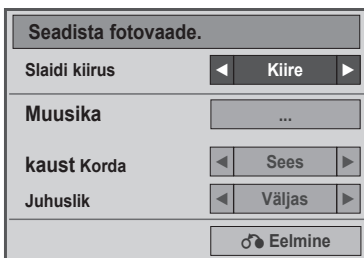 Seadista fotovaade.
Slaidi kiirus ◀ Kiire ▶
Muusika ...
kaust Korda ◀ Sees ▶
Juhuslik ◀ Väljas ▶
Eelmine